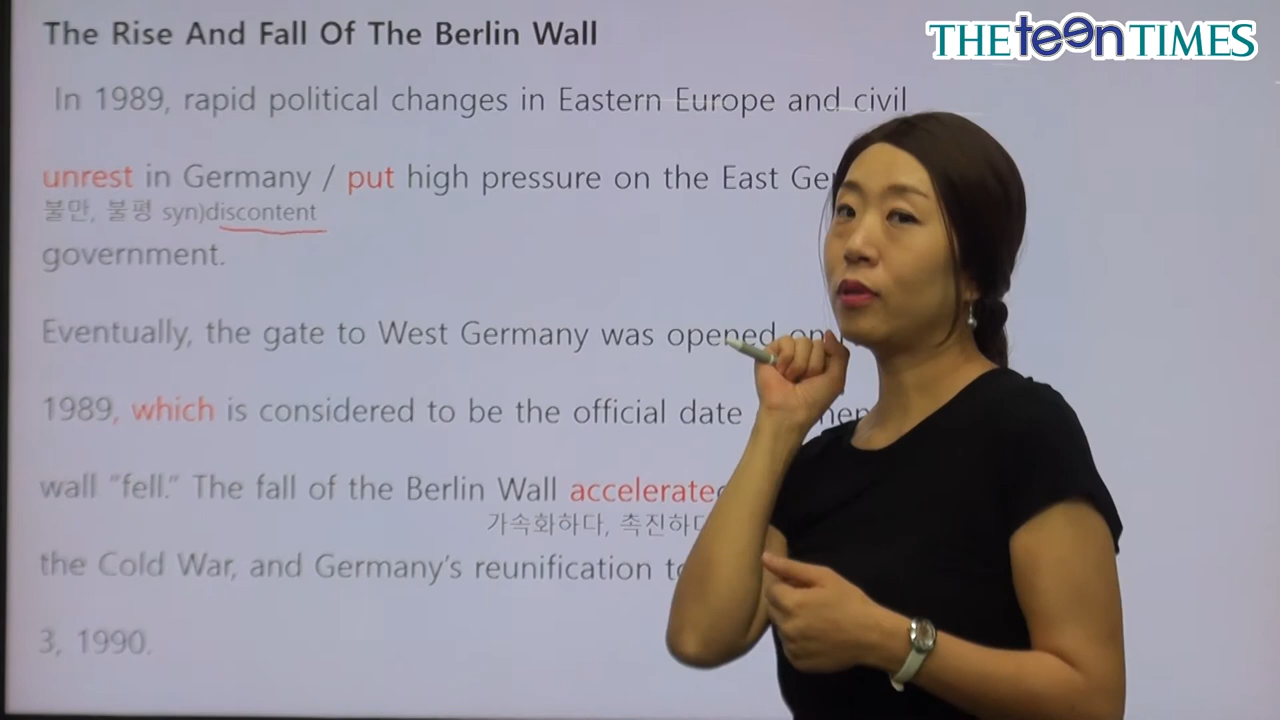 The Rise And Fall Of The Berlin Wall
THE teen TIMES
In 1989, rapid political changes in Eastern Europe and civil
unrest in Germany / put high pressure on the East
불만, 불평 syn)discontent
government.
Eventually, the gate to West Germany was opened on
1989, which is considered to be the official date
wall "fell." The fall of the Berlin Wall accelerated
가속화하다, 촉진하다
the Cold War, and Germany's reunification
3, 1990.